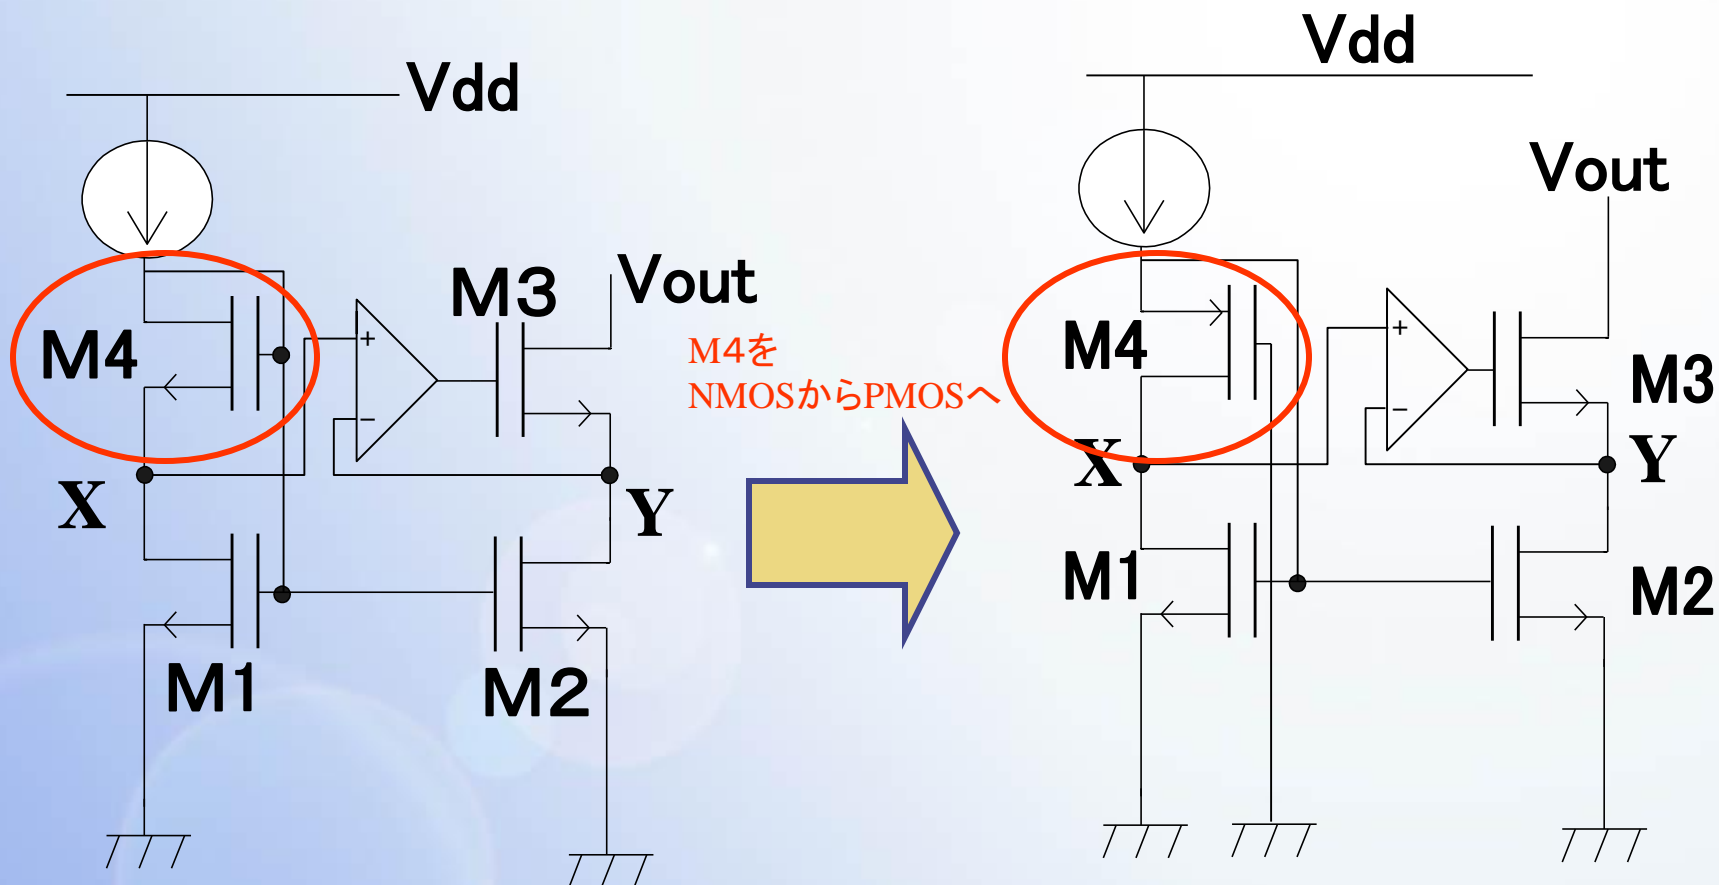 Vdd
M4
M3
Vout
+
−
X
Y
M1
M2
M4を
NMOSからPMOSへ
Vdd
Vout
M4
+
−
M3
X
Y
M1
M2